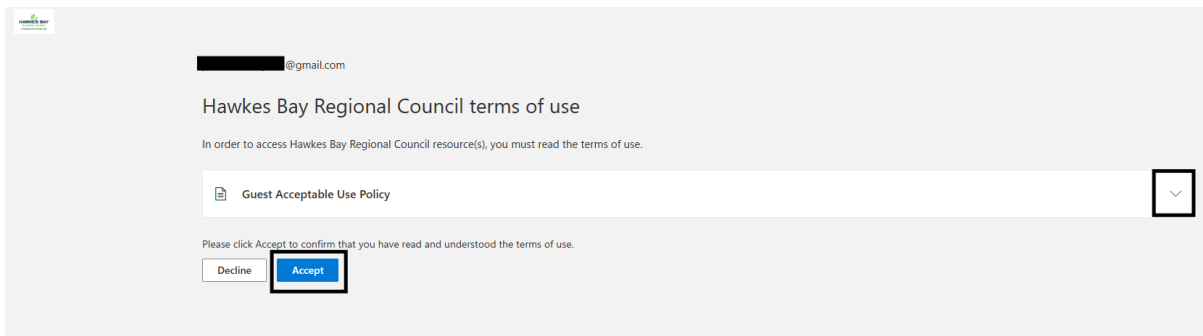 HAWKES BAY
@gmail.com
Hawkes Bay Regional Council terms of use
In order to access Hawkes Bay Regional Council resource(s), you must read the terms of use.
Guest Acceptable Use Policy
Please click Accept to confirm that you have read and understood the terms of use.
Decline
Accept